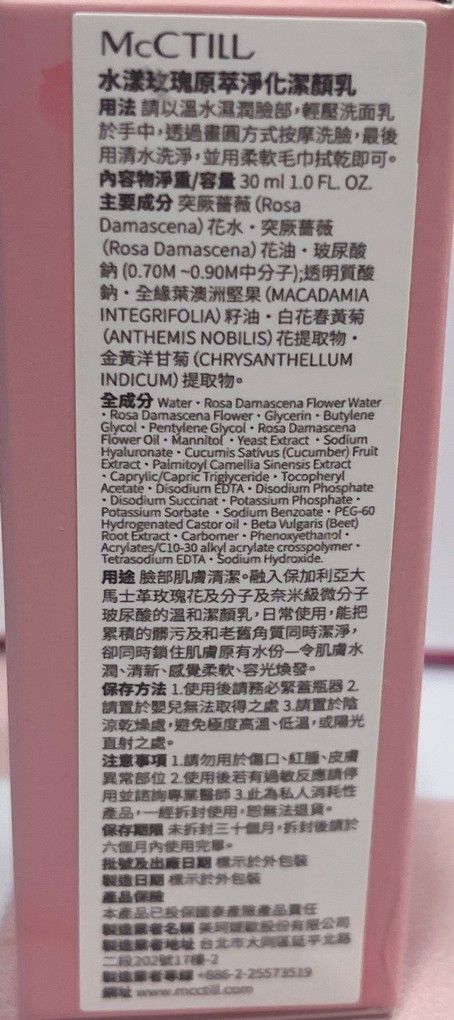 McCTILL
水漾玫瑰原萃淨化潔顏乳
用法 請以溫水濕潤臉部，輕壓洗面乳
於手中，透過畫圓方式按摩洗臉，最後
用清水洗淨，並用柔軟毛巾拭乾即可。
內容物淨重/容量 30 ml 1.0 FL. OZ.
主要成分 突厥薔薇 (Rosa
Damascena) 花水・突厥薔薇
(Rosa Damascena) 花油・玻尿酸
鈉 (0.70M ~0.90M中分子);透明質酸
鈉・全緣葉澳洲堅果 (MACADAMIA
INTEGRIFOLIA) 籽油・白花春黃菊
(ANTHEMIS NOBILIS) 花提取物・
金黃洋甘菊 (CHRYSANTHELLUM
INDICUM) 提取物。
全成分 Water・Rosa Damascena Flower Water
・Rosa Damascena Flower・Glycerin・Butylene
Glycol・Pentylene Glycol・Rosa Damascena
Flower Oil・Mannitol・Yeast Extract・Sodium
Hyaluronate・Cucumis Sativus (Cucumber) Fruit
Extract・Palmitoyl Camellia Sinensis Extract
・Caprylic/Capric Triglyceride・Tocopheryl
Acetate・Disodium EDTA・Disodium Phosphate
・Disodium Succinat・Potassium Phosphate・
Potassium Sorbate・Sodium Benzoate・PEG-60
Hydrogenated Castor oil・Beta Vulgaris (Beet)
Root Extract・Carbomer・Phenoxyethanol・
Acrylates/C10-30 alkyl acrylate crosspolymer・
Tetrasodium EDTA・Sodium Hydroxide.
用途 臉部肌膚清潔。融入保加利亞大
馬士革玫瑰花及分子及奈米級微分子
玻尿酸的溫和潔顏乳，日常使用，能把
累積的髒污及和老舊角質同時潔淨，
卻同時鎖住肌膚原有水份—令肌膚水
潤、清新、感覺柔軟、容光煥發。
保存方法 1.使用後請務必緊蓋瓶器 2.
請置於嬰兒無法取得之處 3.請置於陰
涼乾燥處，避免極度高溫、低溫，或陽光
直射之處。
注意事項 1.請勿用於傷口、紅腫、皮膚
異常部位 2.使用後若有過敏反應請停
用並諮詢專業醫師 3.此為私人消耗性
產品，一經拆封使用，恕無法退貨。
保存期限 未拆封三十個月，拆封後請於
六個月內使用完畢。
批號及出廠日期 標示於外包裝
製造日期 標示於外包裝
產品保險
本產品已投保國泰產險產品責任
製造業者名稱 股份有限公司
製造業者地址 台北市大同區延平北路
二段202號17樓-2
製造業者專線 +886-2-25573519
網址 www.mcctill.com